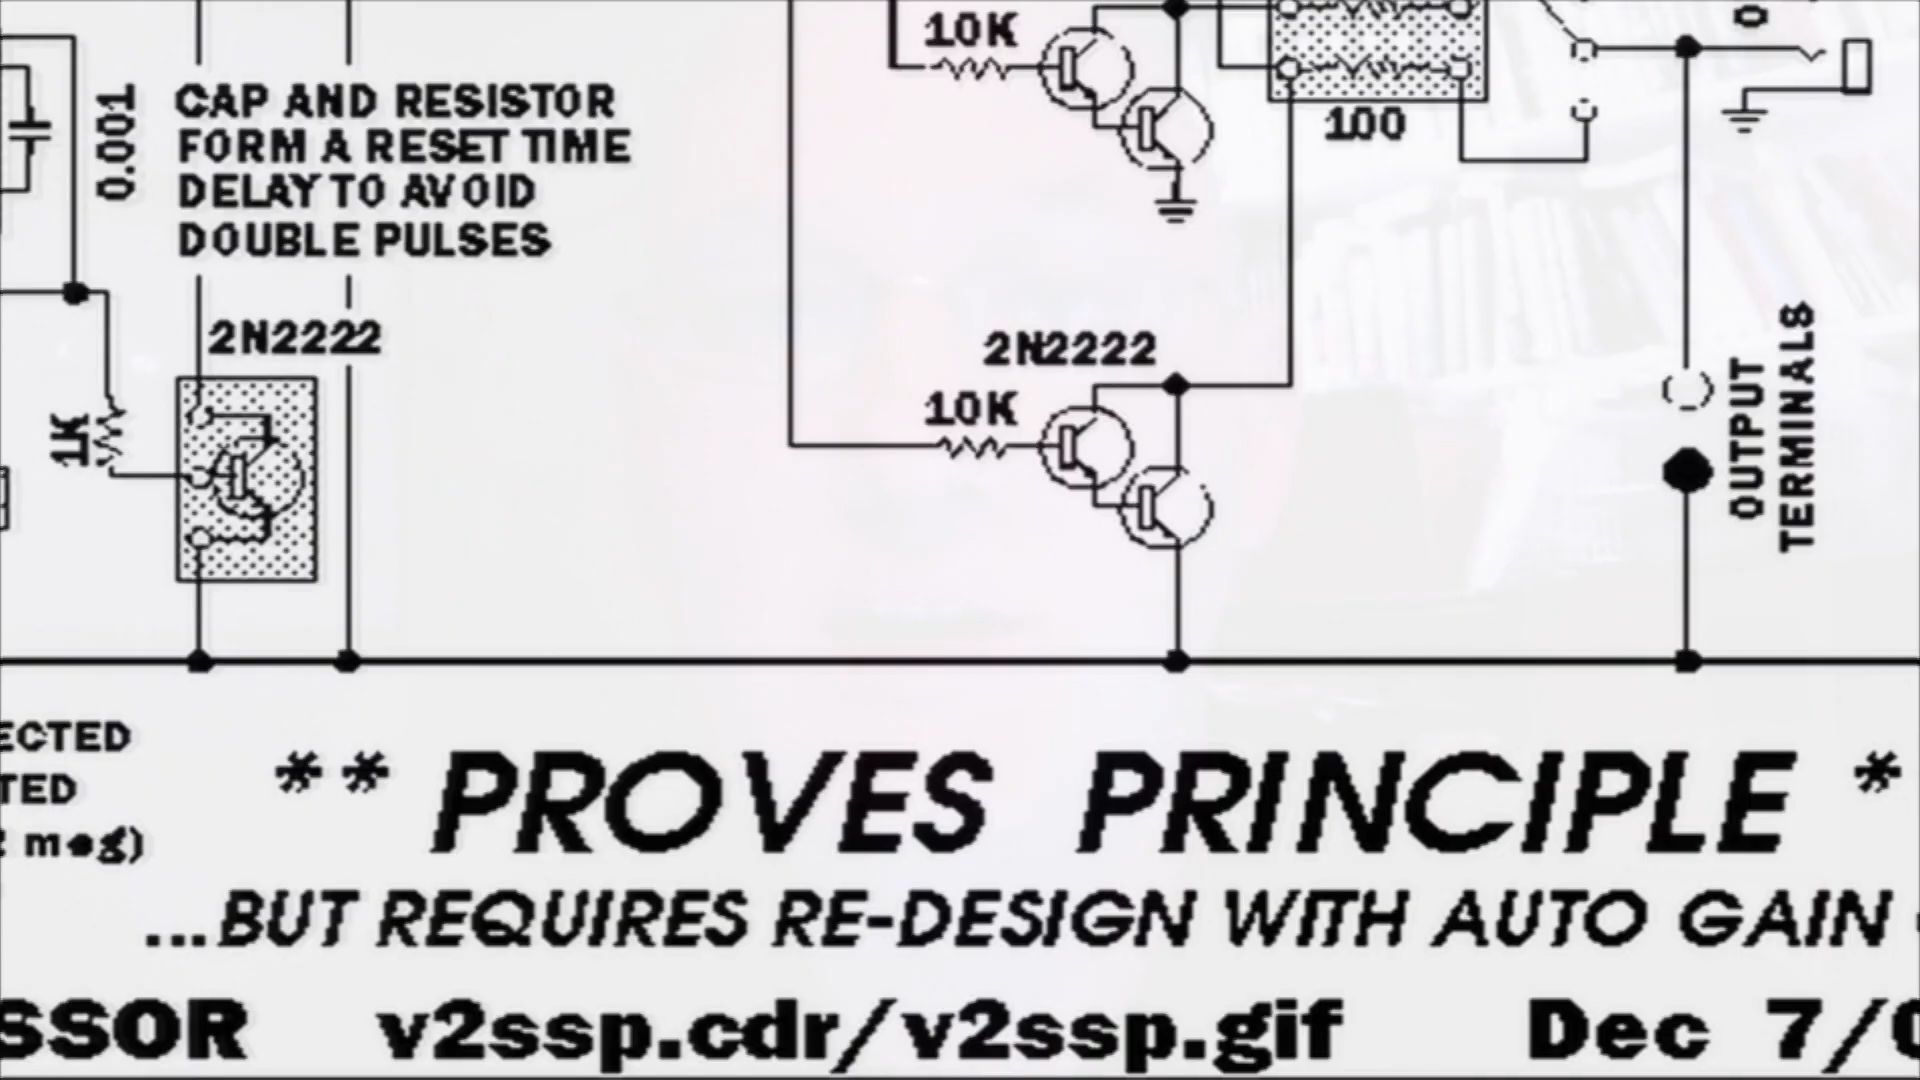 10K
0.001
CAP AND RESISTOR
FORM A RESET TIME
DELAY TO AVOID
DOUBLE PULSES
100
2N2222
2N2222
1K
10K
OUTPUT
TERMINALS
ECTED
TED
meg)
** PROVES PRINCIPLE *
...BUT REQUIRES RE-DESIGN WITH AUTO GAIN
SSOR v2ssp.cdr/v2ssp.gif Dec 7/0